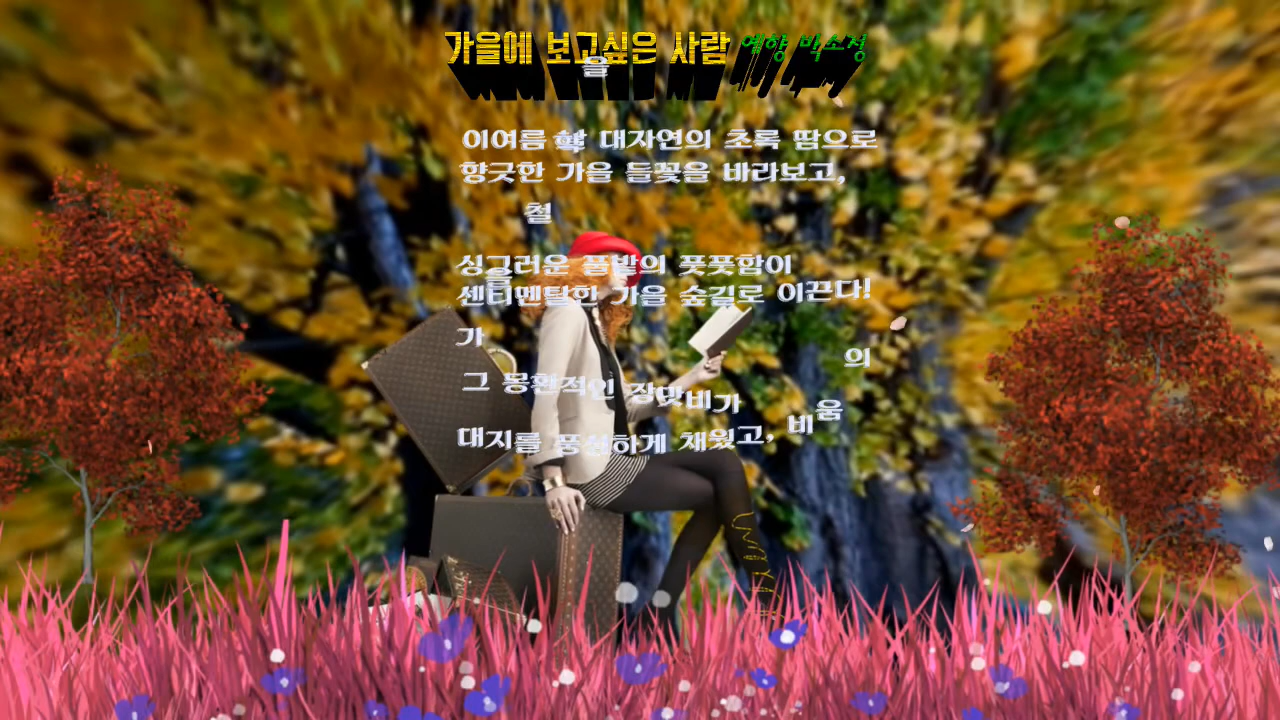 가을에 보고싶은 사람 예향 박소정
을
이여름 대자연의 초록 땀으로
향긋한 가을 들꽃을 바라보고,
철
싱그러운 풀밭의 풋풋함이
을
센티멘탈한 가을 숲길로 이끈다!
가
의
그 몽환적인 장맛비가
움
비
대지를 풍성하게 채웠고,